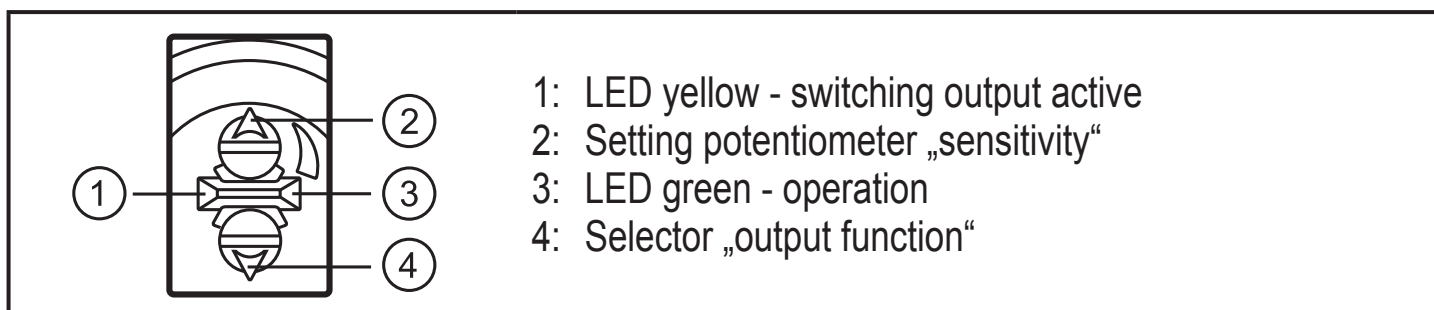 1
2
3
4
1: LED yellow - switching output active
2: Setting potentiometer „sensitivity“
3: LED green - operation
4: Selector „output function“